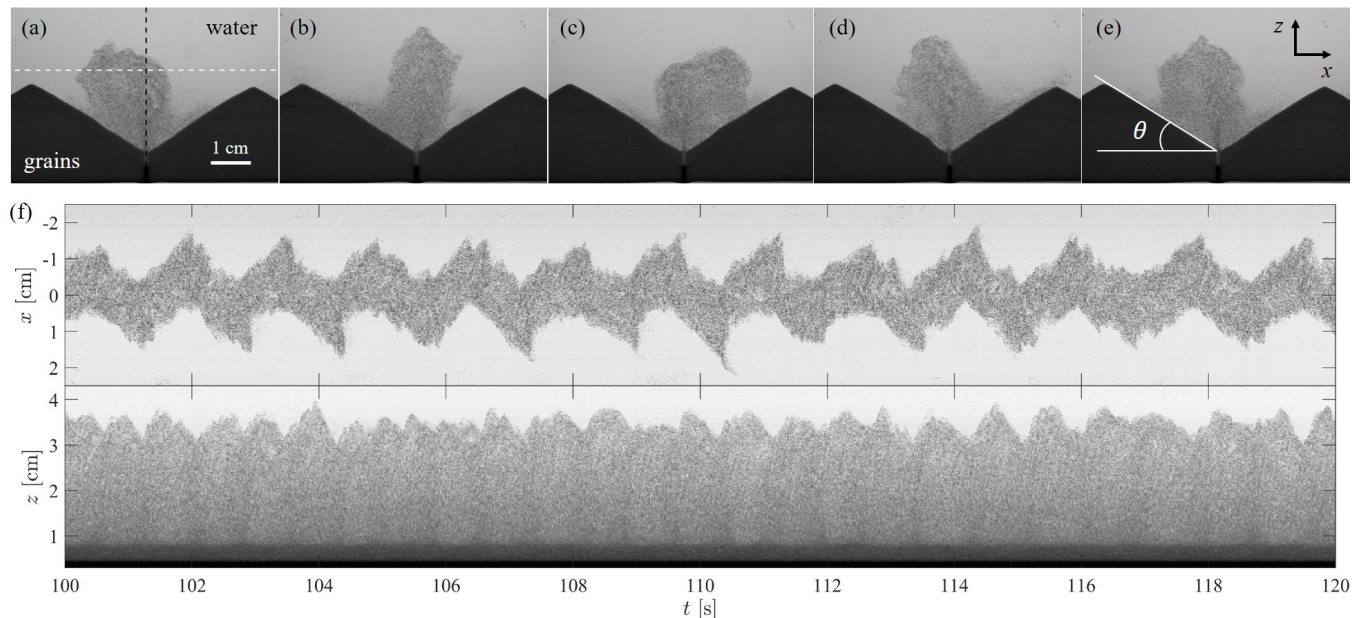 (a) water (b) (c) (d) (e) z
x
θ
grains 1 cm
(f)
-2
-1
0
1
2
x [cm]
4
3
2
1
z [cm]
100 102 104 106 108 110 112 114 116 118 120
t [s]